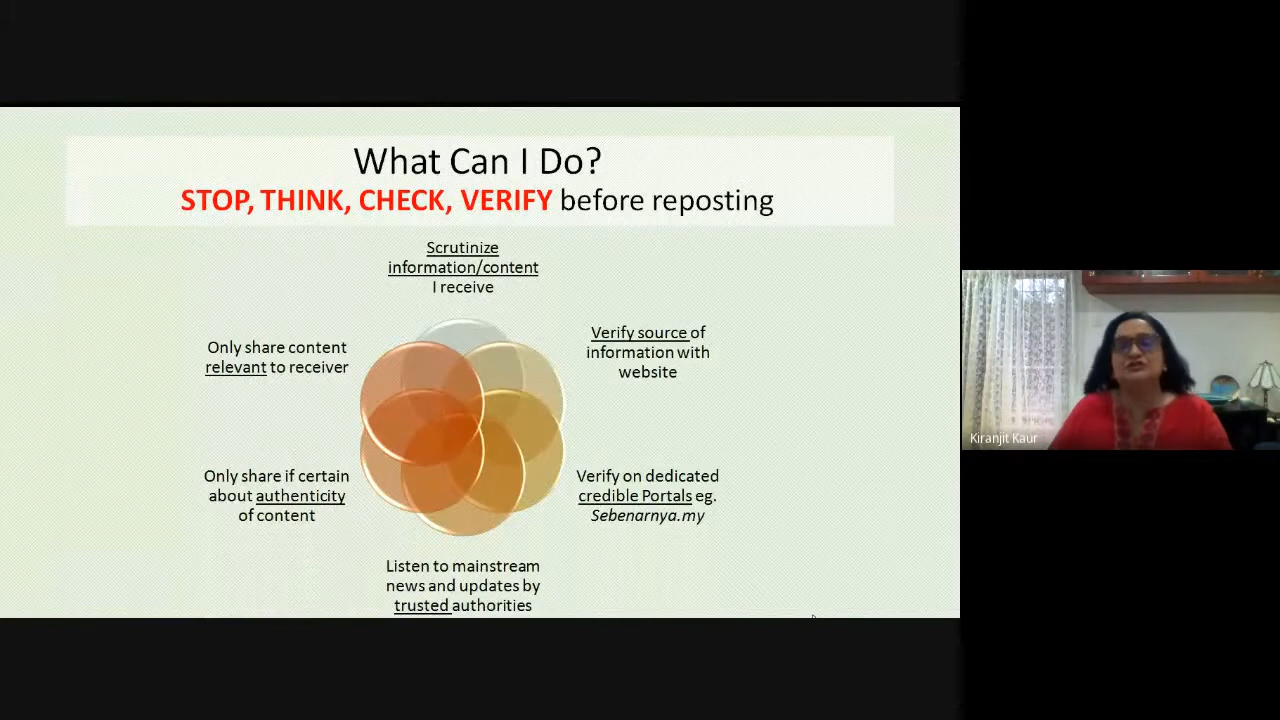 What Can I Do?
STOP, THINK, CHECK, VERIFY before reposting
Scrutinize
information/content
I receive
Verify source of
information with
website
Verify on dedicated
credible Portals eg.
Sebenarnya.my
Listen to mainstream
news and updates by
trusted authorities
Only share if certain
about authenticity
of content
Only share content
relevant to receiver
Kiranjit Kaur